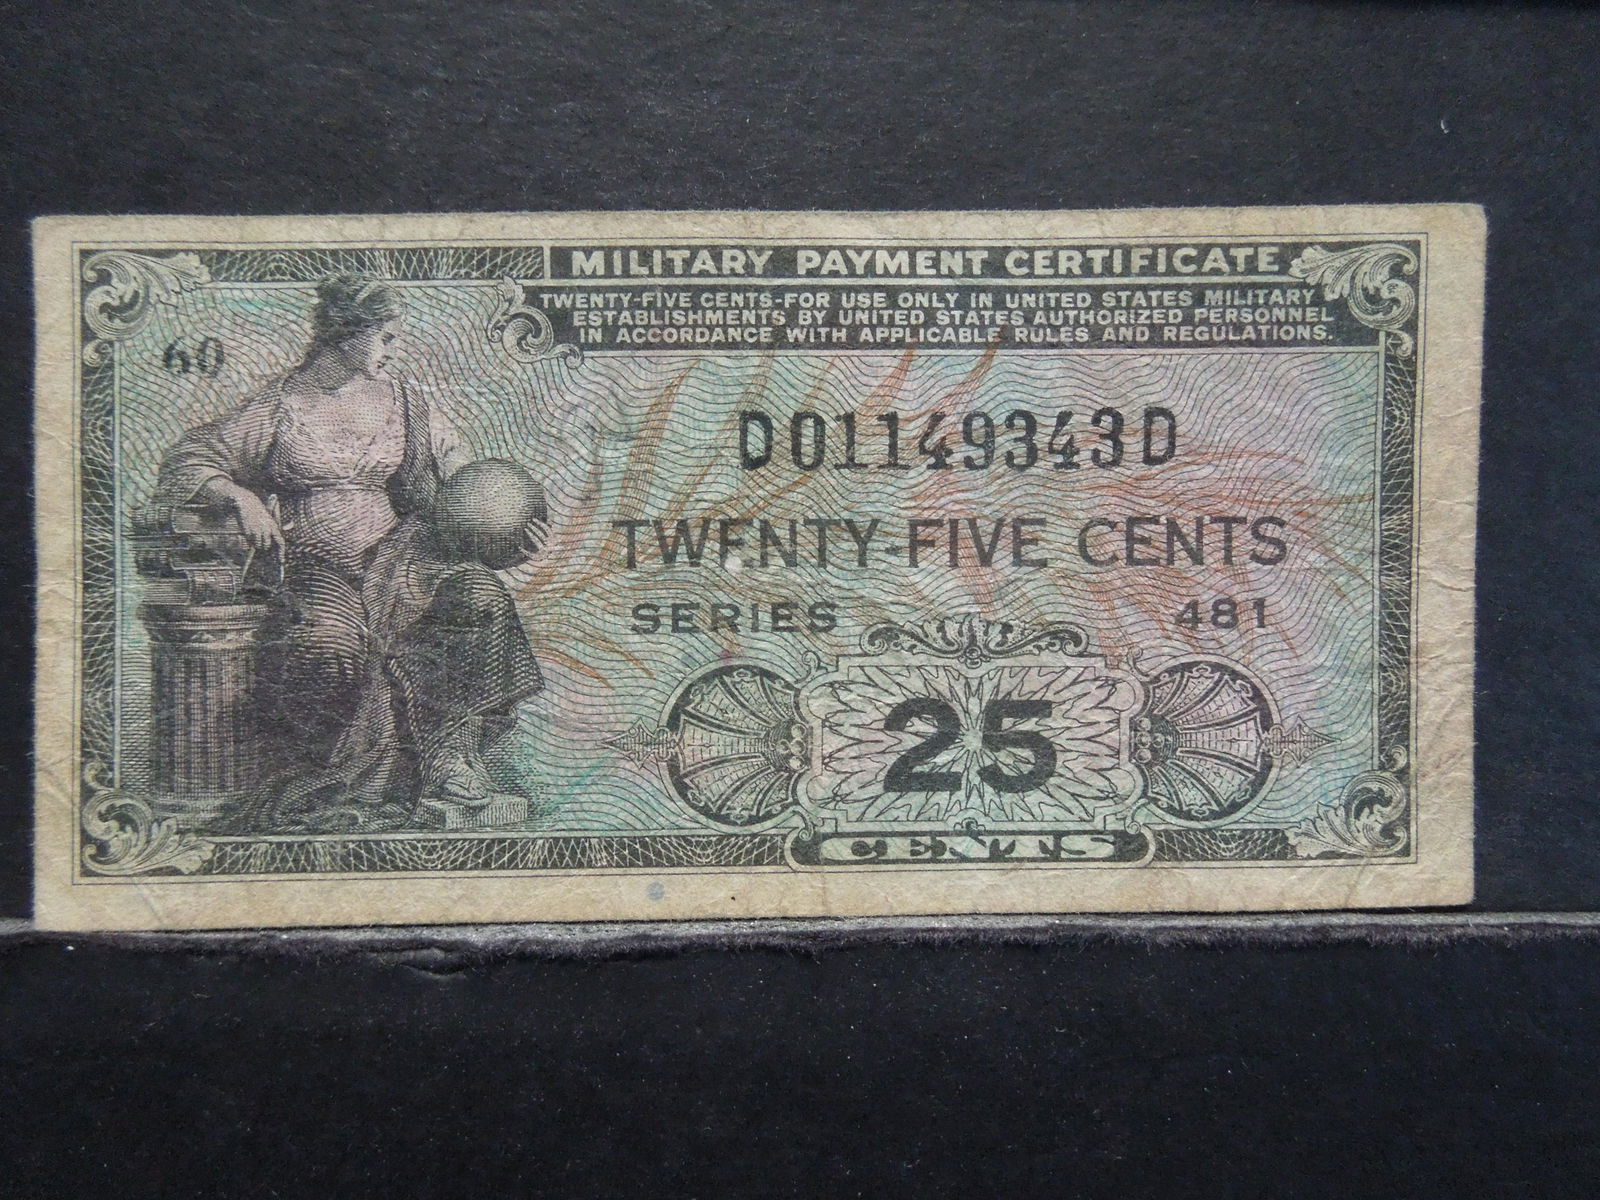 MILITARY PAYMENT CERTIFICATE
TWENTY-FIVE CENTS-FOR USE ONLY IN UNITED STATES MILITARY
ESTABLISHMENTS BY UNITED STATES AUTHORIZED PERSONNEL
IN ACCORDANCE WITH APPLICABLE RULES AND REGULATIONS.
60
D01149343D
TWENTY-FIVE CENTS
SERIES 481
25
CENTS